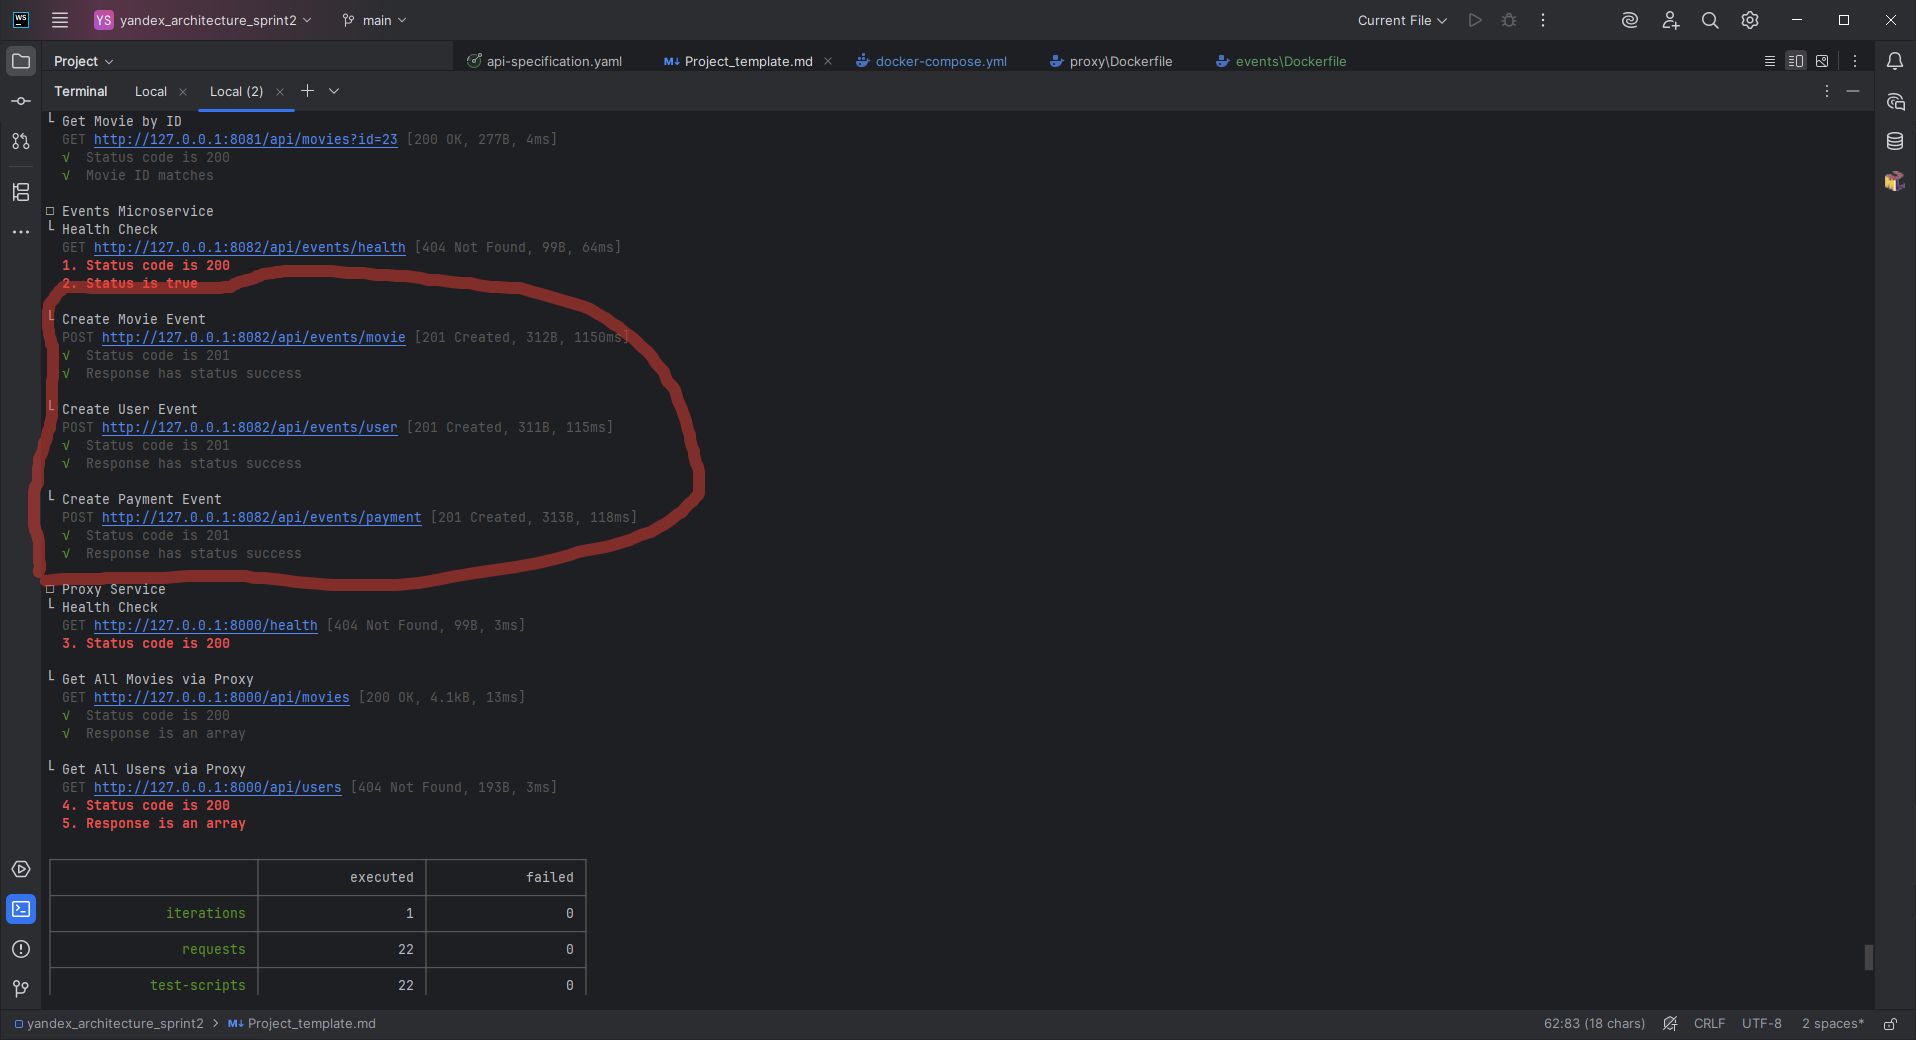 WS
YS yandex_architecture_sprint2
main
Current File
Project
api-specification.yaml
M↓ Project_template.md
docker-compose.yml
proxy\Dockerfile
events\Dockerfile
Terminal
Local
Local (2)
└ Get Movie by ID
GET http://127.0.0.1:8081/api/movies?id=23 [200 OK, 277B, 4ms]
√ Status code is 200
√ Movie ID matches
□ Events Microservice
└ Health Check
GET http://127.0.0.1:8082/api/events/health [404 Not Found, 99B, 64ms]
1. Status code is 200
2. Status is true
└ Create Movie Event
POST http://127.0.0.1:8082/api/events/movie [201 Created, 312B, 1150ms]
√ Status code is 201
√ Response has status success
└ Create User Event
POST http://127.0.0.1:8082/api/events/user [201 Created, 311B, 115ms]
√ Status code is 201
√ Response has status success
└ Create Payment Event
POST http://127.0.0.1:8082/api/events/payment [201 Created, 313B, 118ms]
√ Status code is 201
√ Response has status success
□ Proxy Service
└ Health Check
GET http://127.0.0.1:8000/health [404 Not Found, 99B, 3ms]
3. Status code is 200
└ Get All Movies via Proxy
GET http://127.0.0.1:8000/api/movies [200 OK, 4.1kB, 13ms]
√ Status code is 200
√ Response is an array
└ Get All Users via Proxy
GET http://127.0.0.1:8000/api/users [404 Not Found, 193B, 3ms]
4. Status code is 200
5. Response is an array
executed failed
iterations 1 0
requests 22 0
test-scripts 22 0
yandex_architecture_sprint2 > M↓ Project_template.md
62:83 (18 chars)
CRLF
UTF-8
2 spaces*